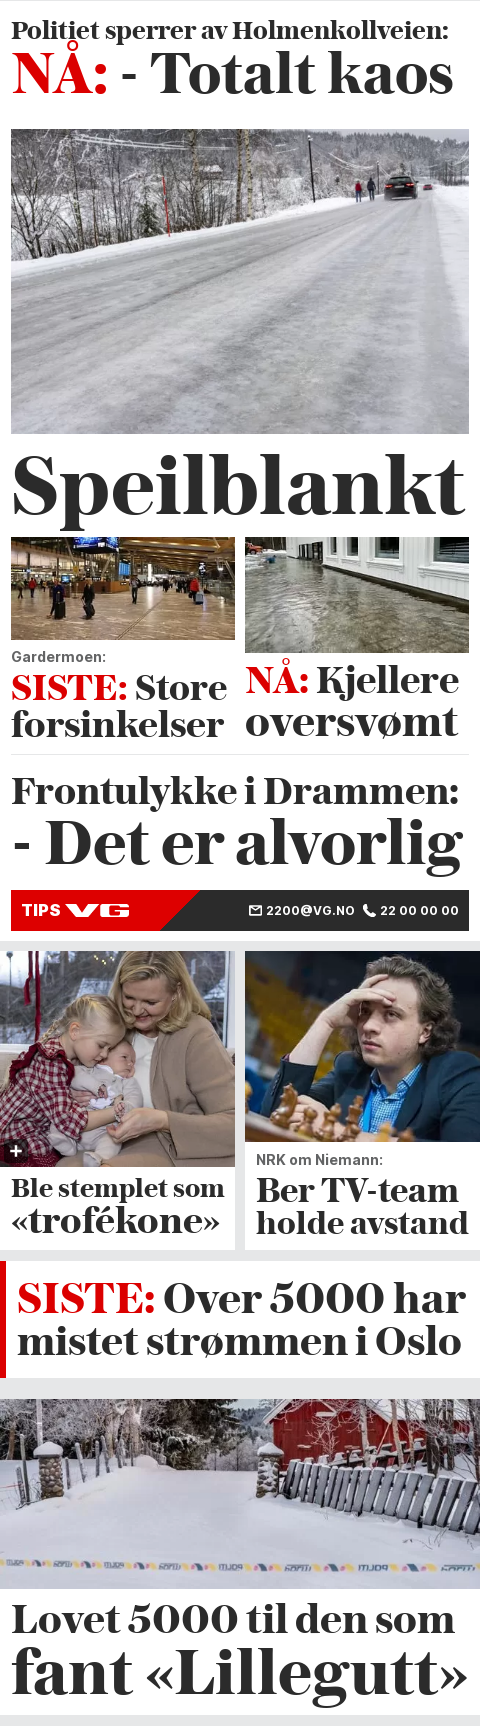 Politiet sperrer av Holmenkollveien:
NÅ: - Totalt kaos
Speilblankt
Gardermoen:
SISTE: Store
forsinkelser
NÅ: Kjellere
oversvømt
Frontulykke i Drammen:
- Det er alvorlig
TIPS VG 2200@VG.NO 22 00 00 00
Ble stemplet som
«trofékone»
NRK om Niemann:
Ber TV-team
holde avstand
SISTE: Over 5000 har
mistet strømmen i Oslo
Lovet 5000 til den som
fant «Lillegutt»